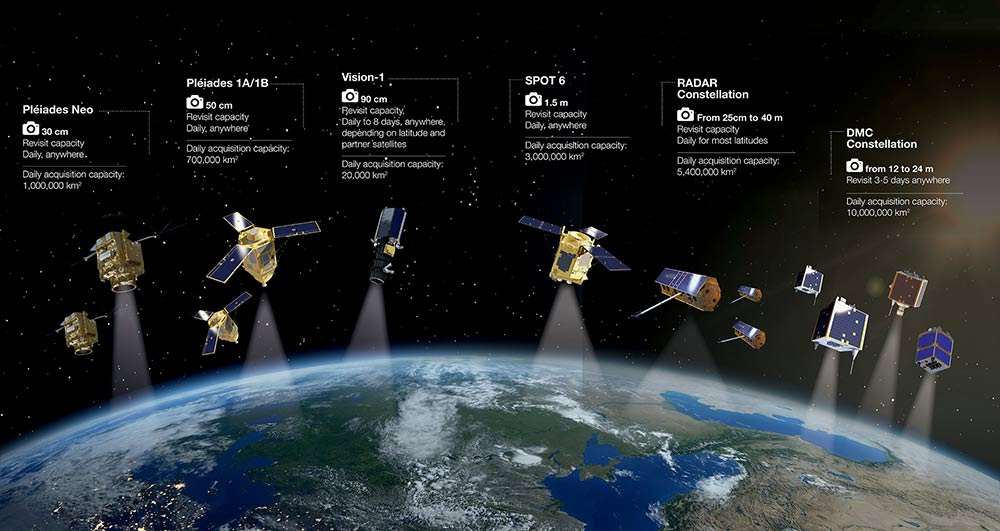 Pléiades Neo
30 cm
Revisit capacity
Daily, anywhere
Daily acquisition capacity:
1,000,000 km²
Pléiades 1A/1B
50 cm
Revisit capacity
Daily, anywhere
Daily acquisition capacity:
700,000 km²
Vision-1
90 cm
Revisit capacity
Daily to 8 days, anywhere,
depending on latitude and
partner satellites
Daily acquisition capacity:
20,000 km²
SPOT 6
1.5 m
Revisit capacity
Daily, anywhere
Daily acquisition capacity:
3,000,000 km²
RADAR
Constellation
From 25cm to 40 m
Revisit capacity
Daily for most latitudes
Daily acquisition capacity:
5,400,000 km²
DMC
Constellation
from 12 to 24 m
Revisit 3-5 days anywhere
Daily acquisition capacity:
10,000,000 km²